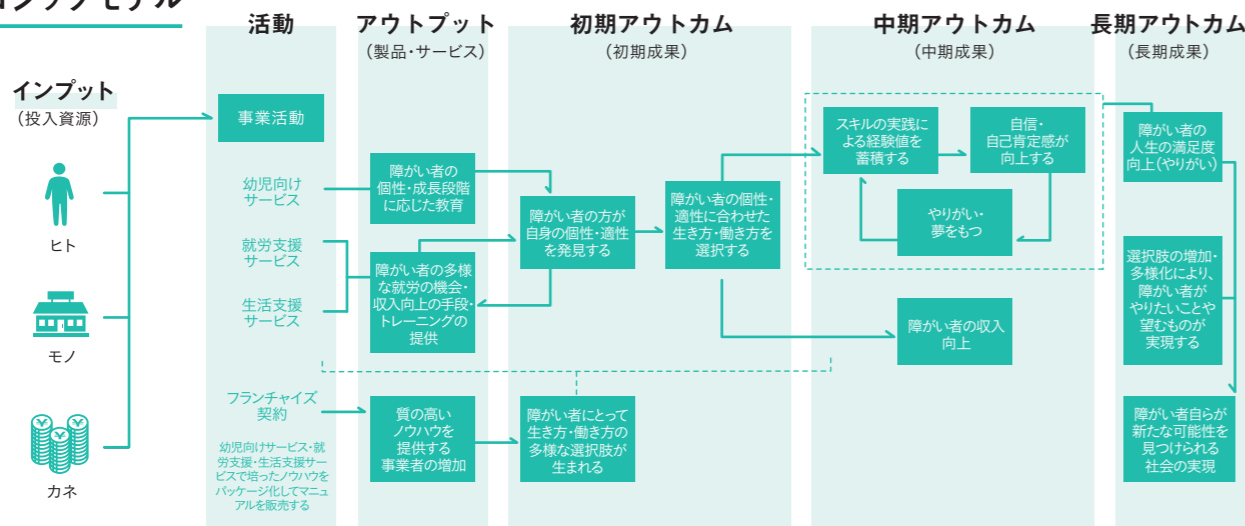 インプット
(投入資源)
ヒト
モノ
カネ
活動
事業活動
幼児向け
サービス
就労支援
サービス
生活支援
サービス
フランチャイズ
契約
幼児向けサービス・就
労支援・生活支援サー
ビスで培ったノウハウを
パッケージ化してマニュ
アルを販売する
アウトプット
(製品・サービス)
障がい者の
個性・成長段階
に応じた教育
障がい者の多様
な就労の機会・
収入向上の手段・
トレーニングの
提供
質の高い
ノウハウを
提供する
事業者の増加
初期アウトカム
(初期成果)
障がい者の方が
自身の個性・適性
を発見する
障がい者の個性・
適性に合わせた
生き方・働き方を
選択する
障がい者にとって
生き方・働き方の
多様な選択肢が
生まれる
中期アウトカム
(中期成果)
スキルの実践に
よる経験値を
蓄積する
自信・
自己肯定感が
向上する
やりがい・
夢をもつ
障がい者の収入
向上
長期アウトカム
(長期成果)
障がい者の
人生の満足度
向上(やりがい)
選択肢の増加・
多様化により、
障がい者が
やりたいことや
望むものが
実現する
障がい者自らが
新たな可能性を
見つけられる
社会の実現